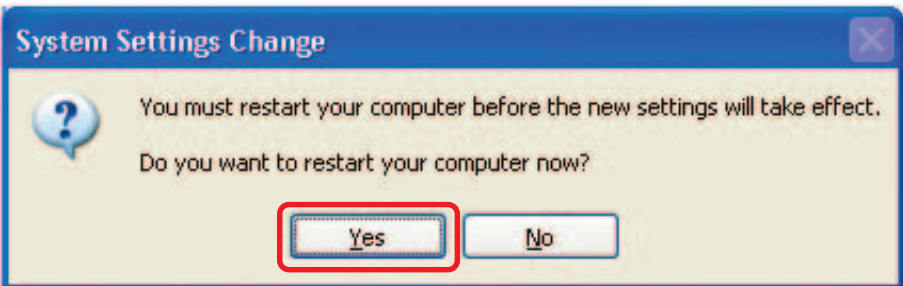 System Settings Change
You must restart your computer before the new settings will take effect.
Do you want to restart your computer now?
Yes No